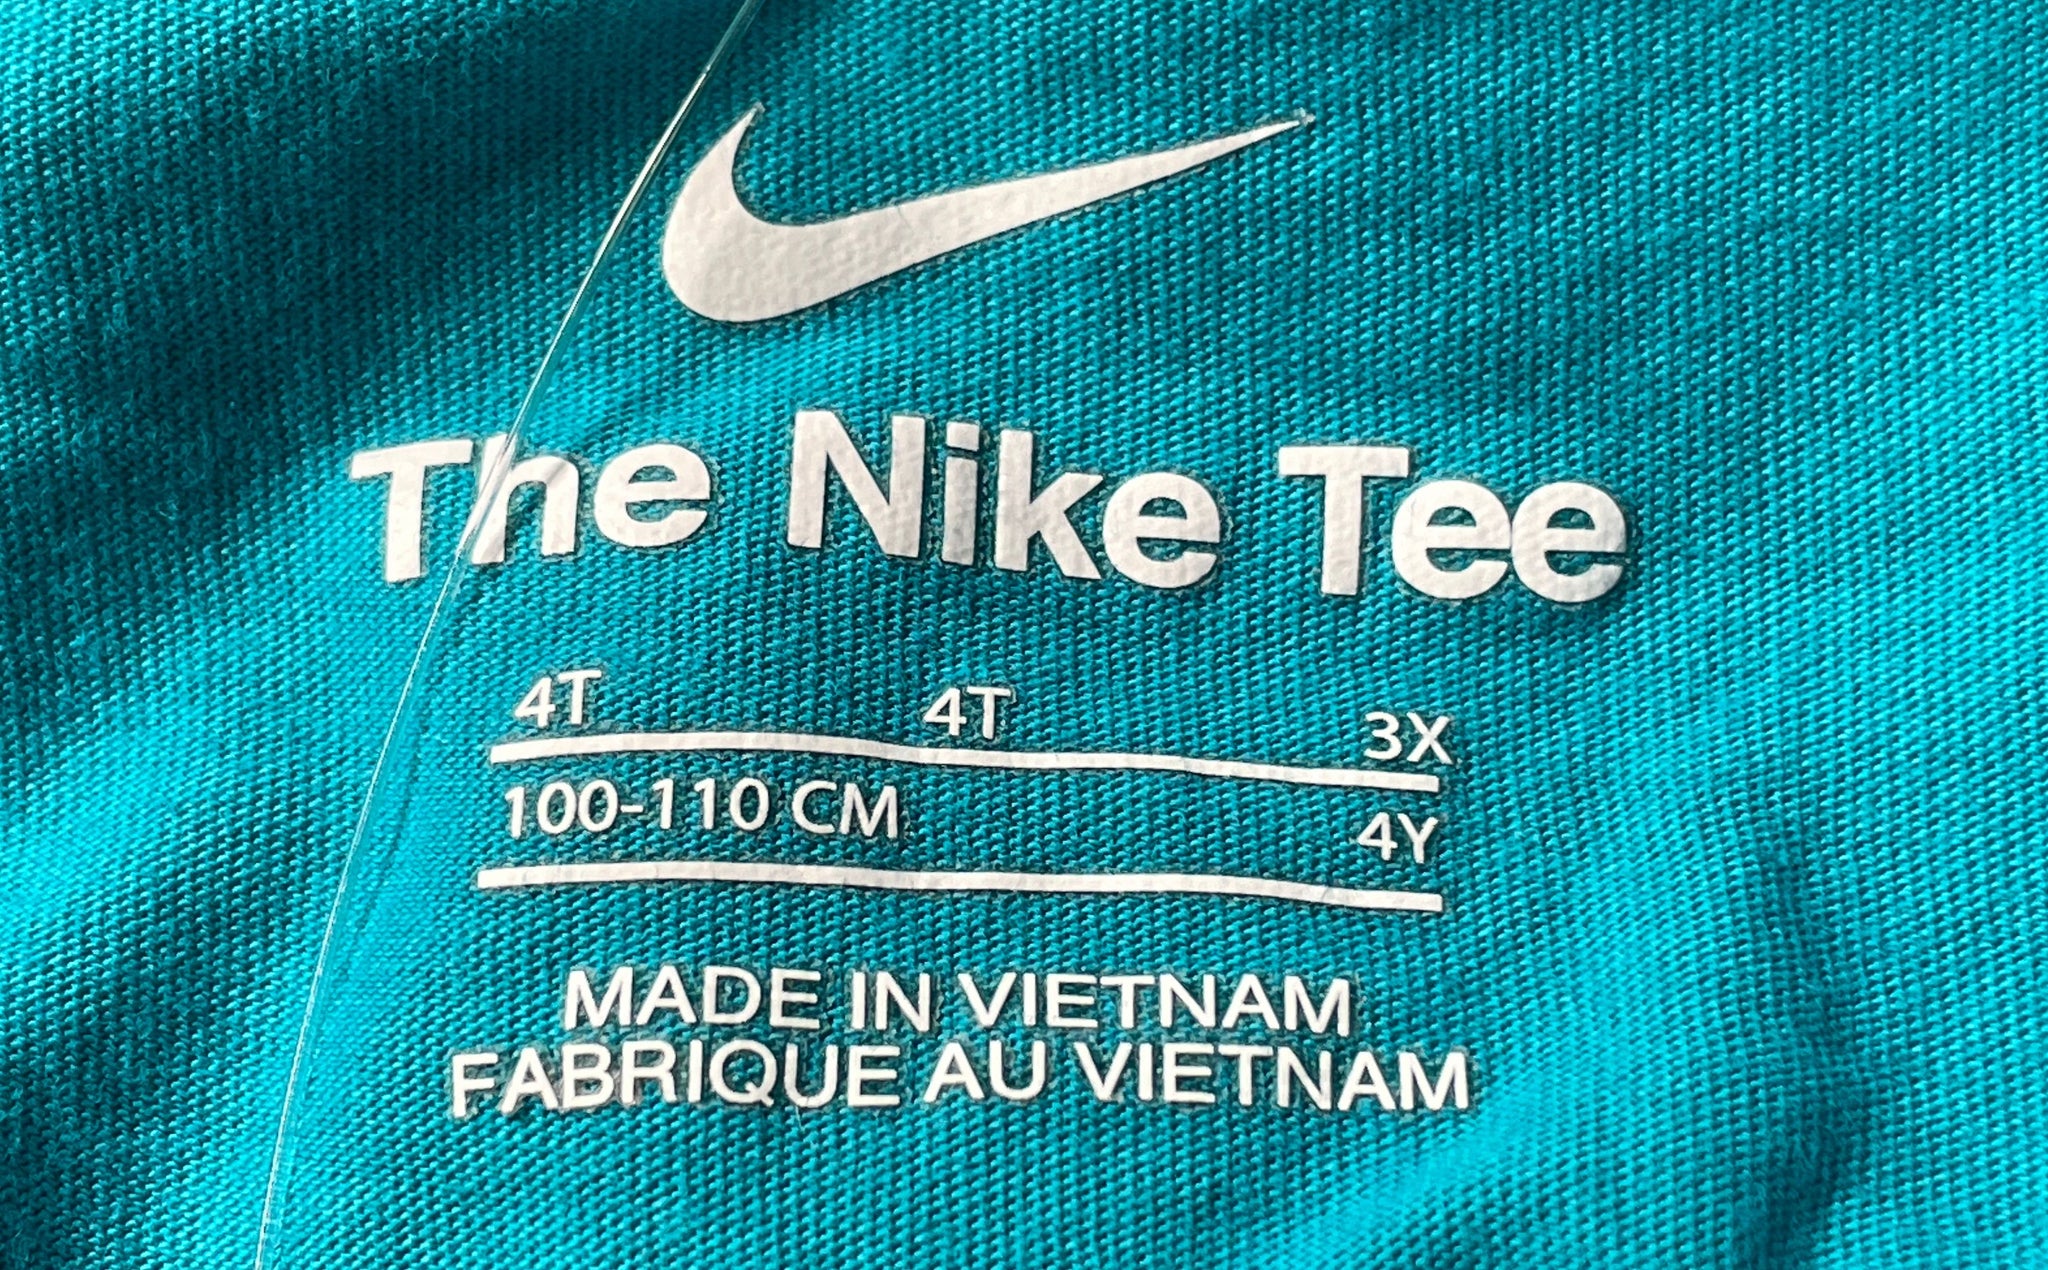 The Nike Tee
4T 4T 3X
100-110 CM 4Y
MADE IN VIETNAM
FABRIQUE AU VIETNAM